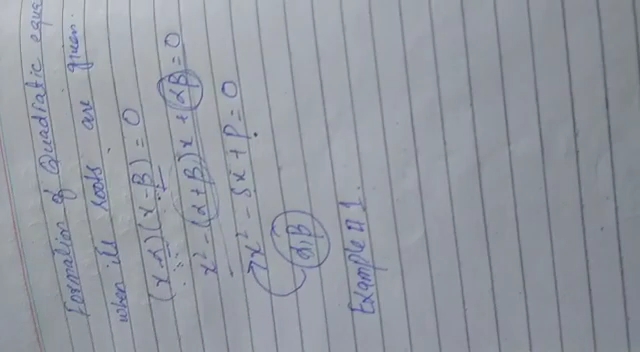 Formation of Quadratic equa
when its roots are given.
(x-α)(x-β) = 0
x² - (α+β)x + αβ = 0
x² - Sx + P = 0
α, β
Example # 1.